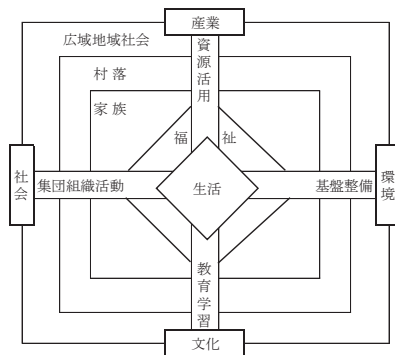 産業
広域地域社会
資源活用
村落
家族
福祉
社会
集団組織活動
生活
基盤整備
環境
教育学習
文化